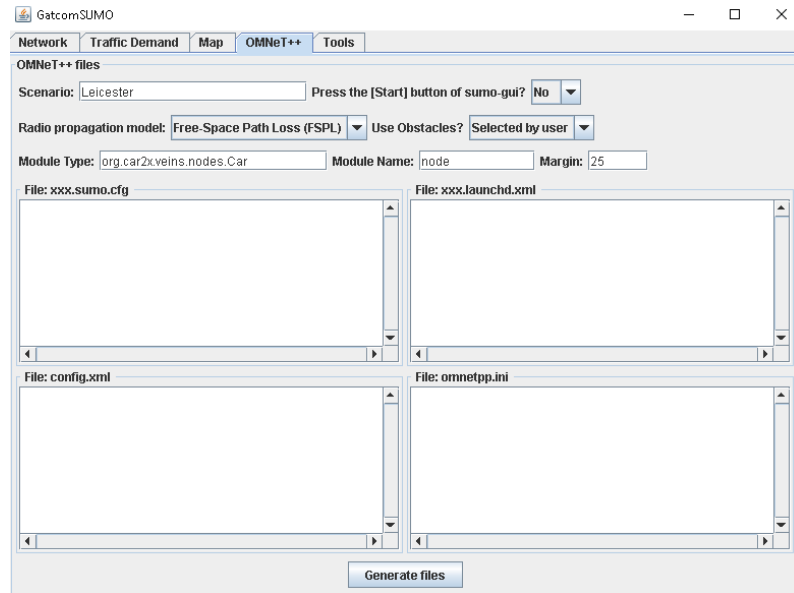 GatcomSUMO
Network Traffic Demand Map OMNeT++ Tools
OMNeT++ files
Scenario: Leicester Press the [Start] button of sumo-gui? No
Radio propagation model: Free-Space Path Loss (FSPL) Use Obstacles? Selected by user
Module Type: org.car2x.veins.nodes.Car Module Name: node Margin: 25
File: xxx.sumo.cfg File: xxx.launchd.xml
File: config.xml File: omnetpp.ini
Generate files